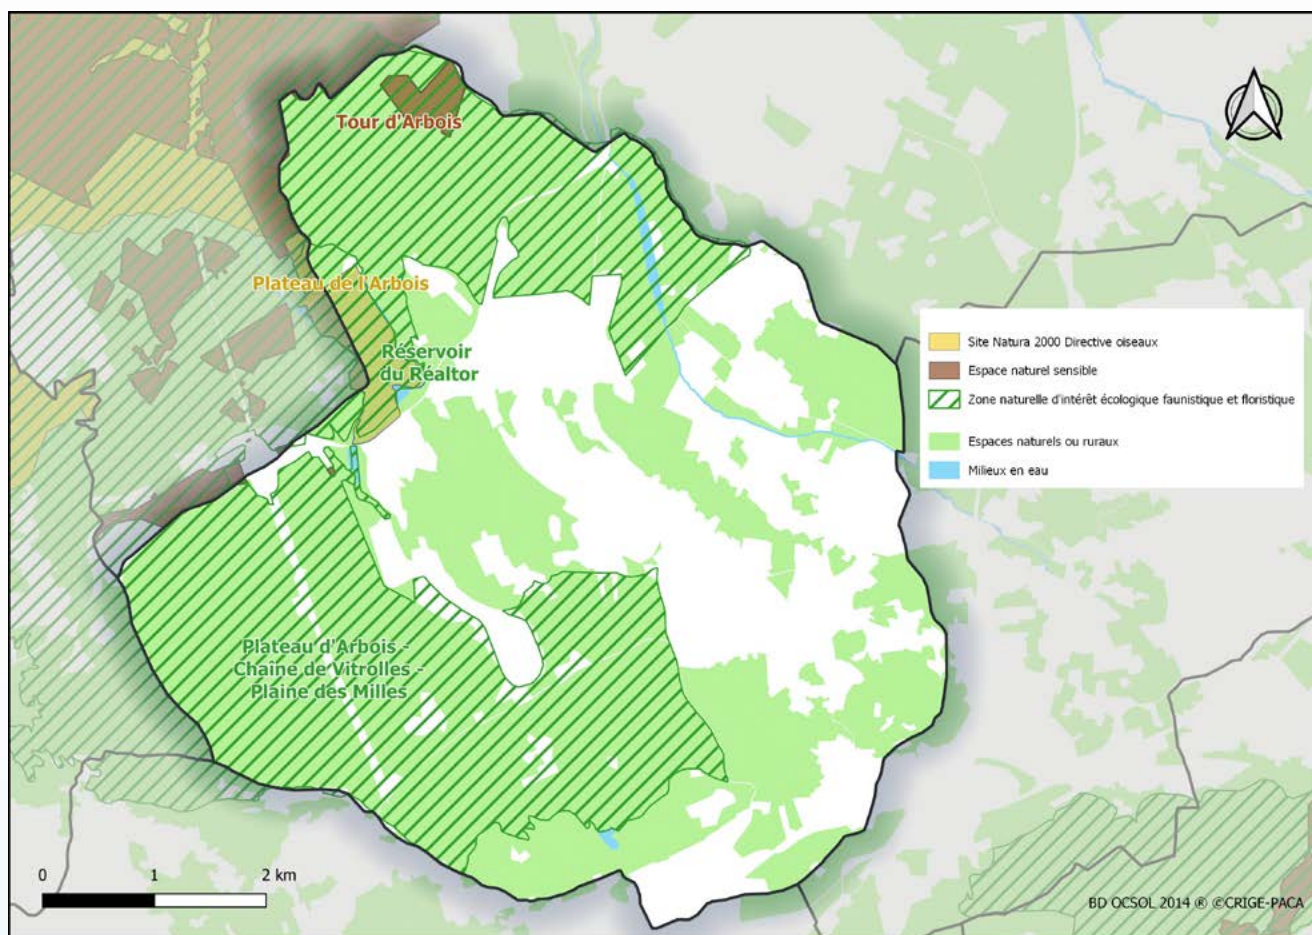 Tour d'Arbois
Plateau de l'Arbois
Réservoir
du Réaltor
Site Natura 2000 Directive oiseaux
Espace naturel sensible
Zone naturelle d'intérêt écologique faunistique et floristique
Espaces naturels ou ruraux
Milieux en eau
Plateau d'Arbois -
Chaîne de Vitrolles -
Plaine des Milles
0 1 2 km
BD OCSOL 2014 ® ©CRIGE-PACA